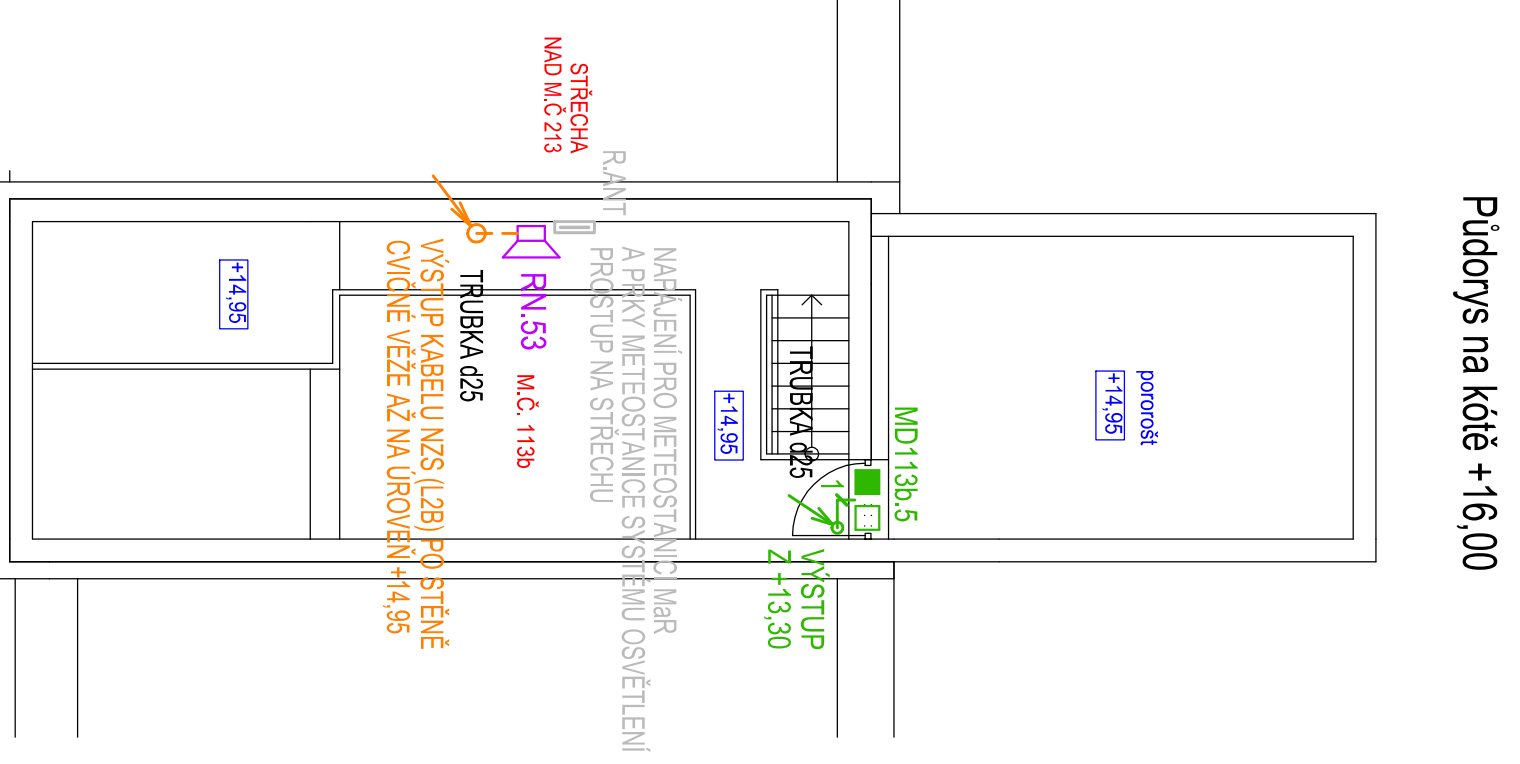 Půdorys na kótě +16,00
pororošt
+14,95
MD113b.5
1
VÝSTUP
Z +13,30
TRUBKA d25
+14,95
NAPÁJENÍ PRO METEOSTANICI MaR
A PRKY METEOSTANICE SYSTÉMU OSVĚTLENÍ
PROSTUP NA STŘECHU
R.ANT
STŘECHA
NAD M.Č 213
RN.53
M.Č. 113b
TRUBKA d25
VÝSTUP KABELU NZS (L2B) PO STĚNĚ
CVIČNÉ VĚŽE AŽ NA ÚROVEŇ +14,95
+14,95